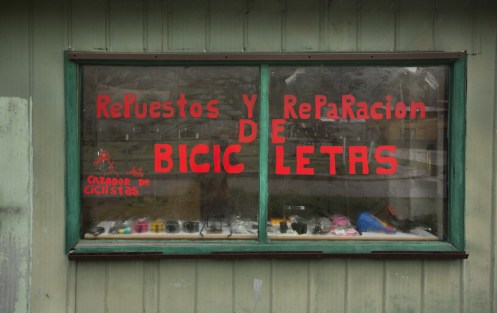 RePuestos Y RePaRacion
DE
BICICLETAS
CAZADOR DE
CICLISTAS